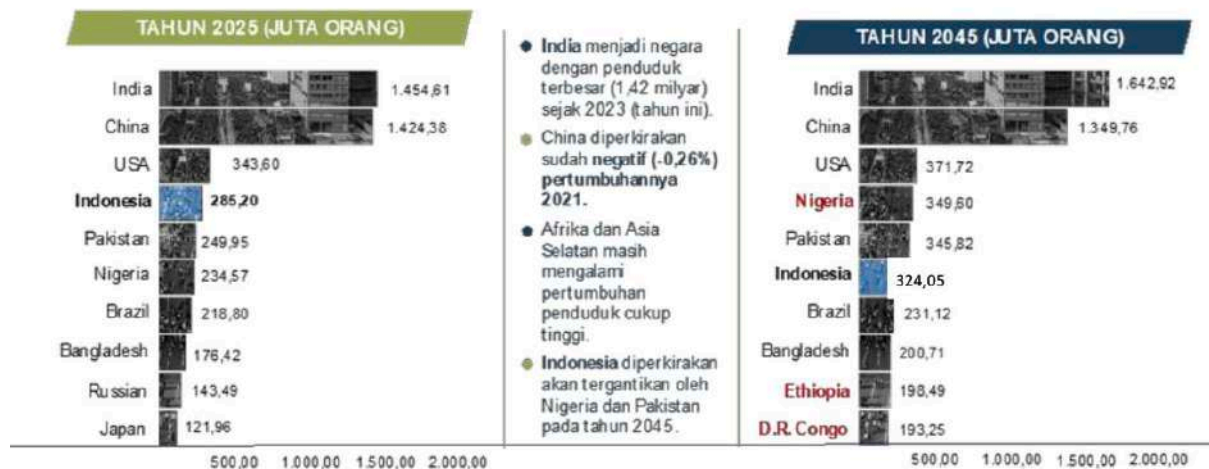 TAHUN 2025 (JUTA ORANG)
India 1.454,61
China 1.424,38
USA 343,60
Indonesia 285,20
Pakistan 249,95
Nigeria 234,57
Brazil 218,80
Bangladesh 176,42
Russian 143,49
Japan 121,96
500,00 1.000,00 1.500,00 2.000,00
India menjadi negara
dengan penduduk
terbesar (1,42 milyar)
sejak 2023 (tahun ini).
China diperkirakan
sudah negatif (-0,26%)
pertumbuhannya
2021.
Afrika dan Asia
Selatan masih
mengalami
pertumbuhan
penduduk cukup
tinggi.
Indonesia diperkirakan
akan tergantikan oleh
Nigeria dan Pakistan
pada tahun 2045.
TAHUN 2045 (JUTA ORANG)
India 1.642,92
China 1.349,76
USA 371,72
Nigeria 349,60
Pakistan 345,82
Indonesia 324,05
Brazil 231,12
Bangladesh 200,71
Ethiopia 198,49
D.R. Congo 193,25
500,00 1.000,00 1.500,00 2.000,00